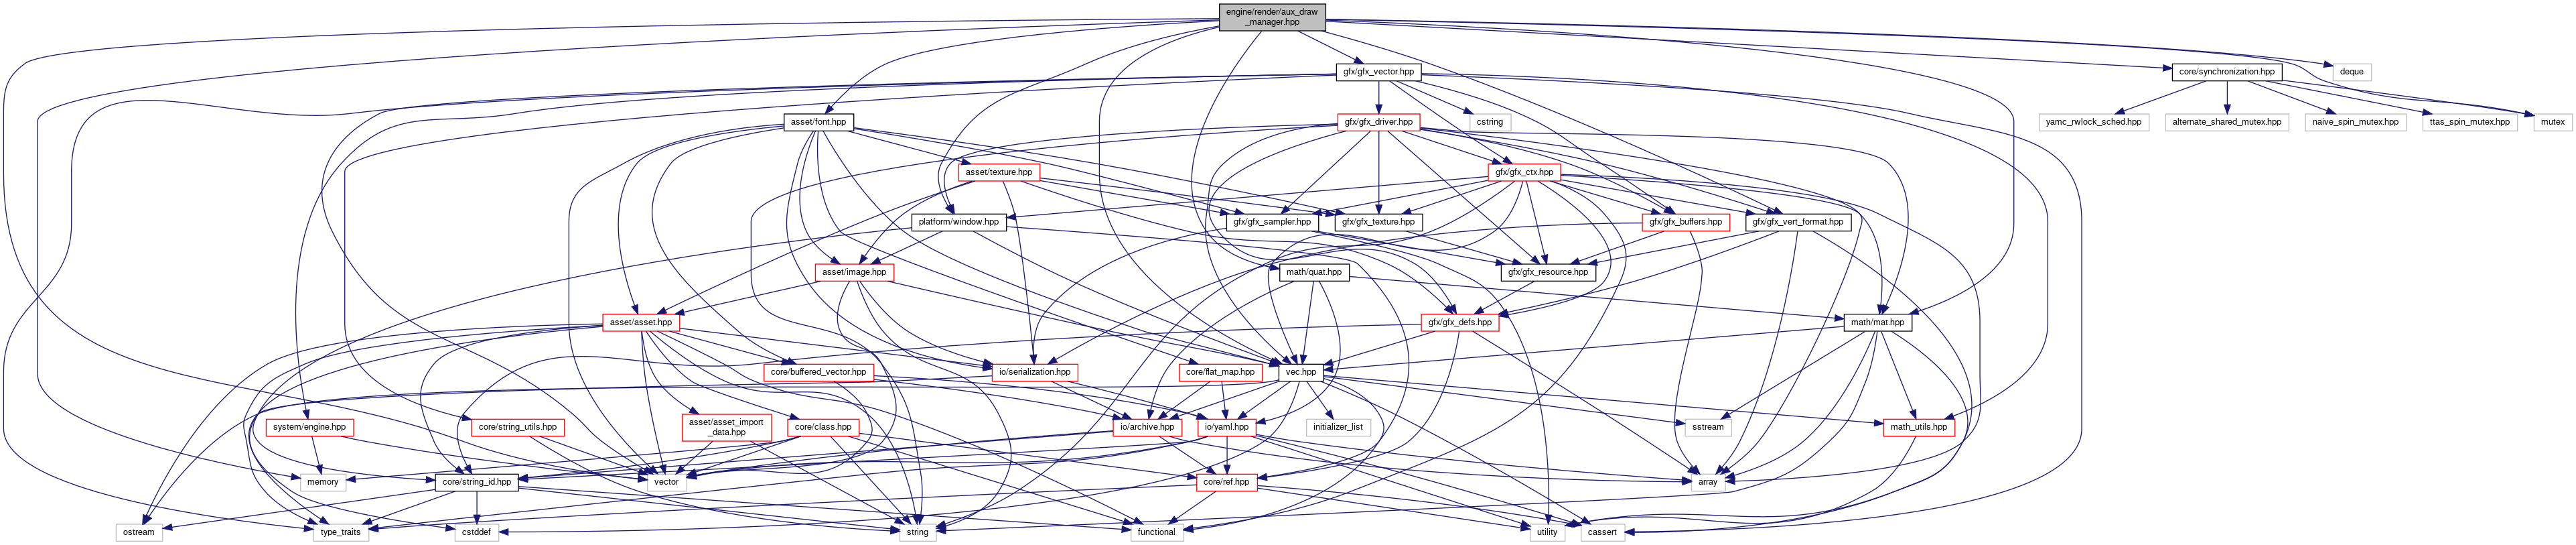 engine/render/aux_draw
_manager.hpp
gfx/gfx_vector.hpp
core/synchronization.hpp
deque
asset/font.hpp
gfx/gfx_driver.hpp
cstring
yamc_rwlock_sched.hpp
alternate_shared_mutex.hpp
naive_spin_mutex.hpp
ttas_spin_mutex.hpp
mutex
asset/texture.hpp
gfx/gfx_ctx.hpp
platform/window.hpp
gfx/gfx_sampler.hpp
gfx/gfx_texture.hpp
gfx/gfx_buffers.hpp
gfx/gfx_vert_format.hpp
asset/image.hpp
math/quat.hpp
gfx/gfx_resource.hpp
asset/asset.hpp
gfx/gfx_defs.hpp
math/mat.hpp
core/buffered_vector.hpp
io/serialization.hpp
core/flat_map.hpp
vec.hpp
system/engine.hpp
core/string_utils.hpp
asset/asset_import
_data.hpp
core/class.hpp
io/archive.hpp
io/yaml.hpp
initializer_list
sstream
math_utils.hpp
memory
core/string_id.hpp
vector
core/ref.hpp
array
ostream
type_traits
cstddef
string
functional
utility
cassert